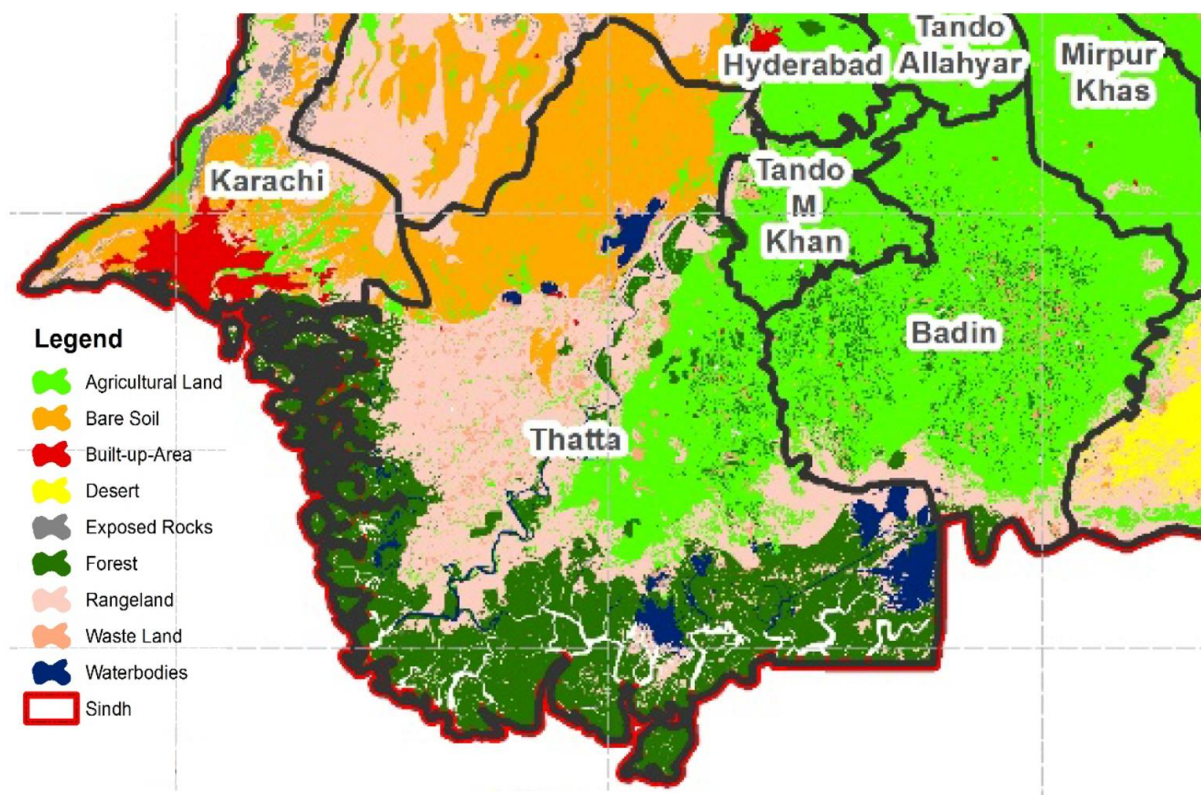 Tando
Allahyar
Hyderabad
Mirpur
Khas
Karachi
Tando
M
Khan
Badin
Thatta
Legend
Agricultural Land
Bare Soil
Built-up-Area
Desert
Exposed Rocks
Forest
Rangeland
Waste Land
Waterbodies
Sindh